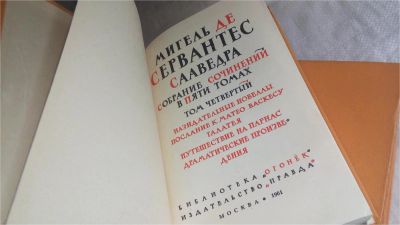 МИГЕЛЬ ДЕ
СЕРВАНТЕС
СААВЕДРА
СОБРАНИЕ СОЧИНЕНИЙ
В ПЯТИ ТОМАХ
ТОМ ЧЕТВЕРТЫЙ
НАЗИДАТЕЛЬНЫЕ НОВЕЛЛЫ
ПОСЛАНИЕ К МАТЕО ВАСКЕСУ
ГАЛАТЕЯ
ПУТЕШЕСТВИЕ НА ПАРНАС
ДРАМАТИЧЕСКИЕ ПРОИЗВЕ-
ДЕНИЯ
БИБЛИОТЕКА „ОГОНЁК“
ИЗДАТЕЛЬСТВО „ПРАВДА“
МОСКВА • 1961